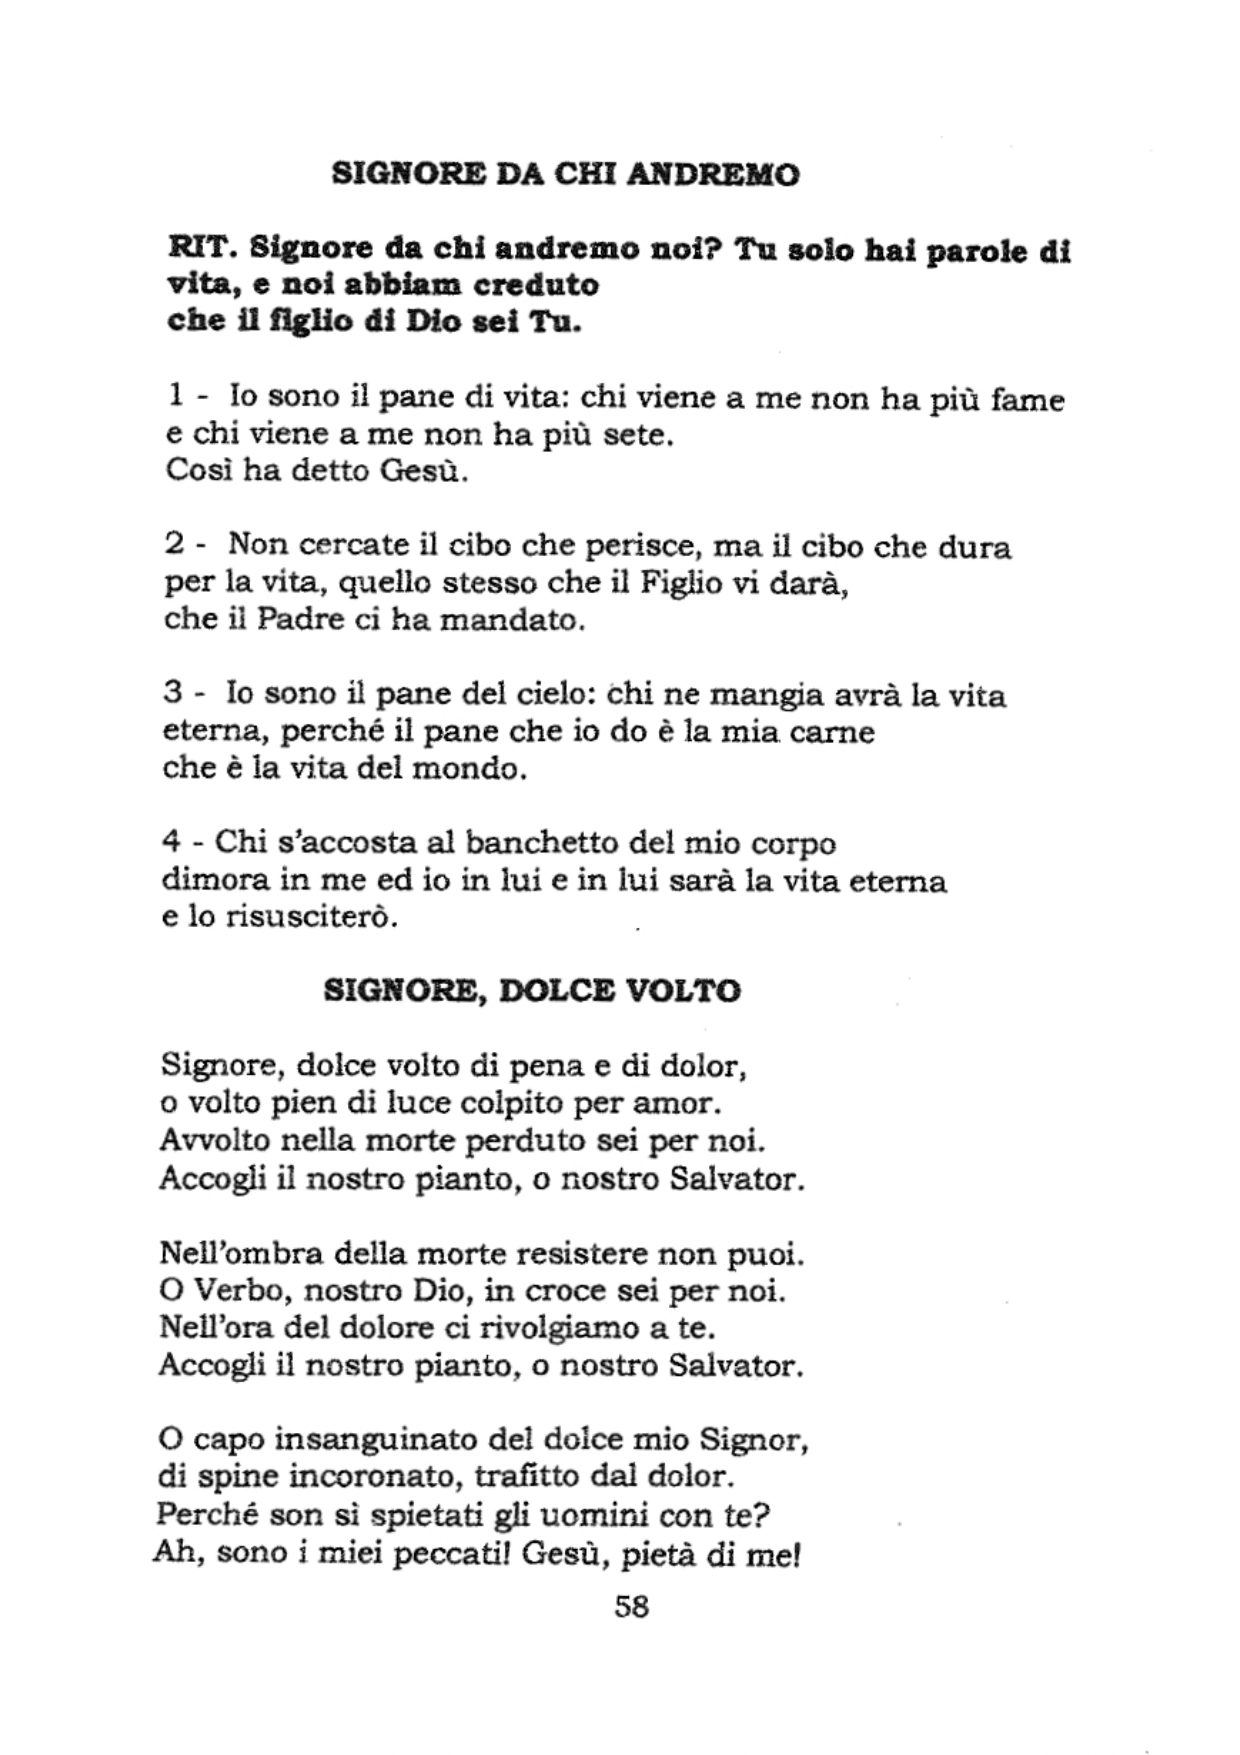 SIGNORE DA CHI ANDREMO
RIT. Signore da chi andremo noi? Tu solo hai parole di
vita, e noi abbiam creduto
che il figlio di Dio sei Tu.
1 - Io sono il pane di vita: chi viene a me non ha più fame
e chi viene a me non ha più sete.
Così ha detto Gesù.
2 - Non cercate il cibo che perisce, ma il cibo che dura
per la vita, quello stesso che il Figlio vi darà,
che il Padre ci ha mandato.
3 - Io sono il pane del cielo: chi ne mangia avrà la vita
eterna, perché il pane che io do è la mia carne
che è la vita del mondo.
4 - Chi s'accosta al banchetto del mio corpo
dimora in me ed io in lui e in lui sarà la vita eterna
e lo risusciterò.
SIGNORE, DOLCE VOLTO
Signore, dolce volto di pena e di dolor,
o volto pien di luce colpito per amor.
Avvolto nella morte perduto sei per noi.
Accogli il nostro pianto, o nostro Salvator.
Nell'ombra della morte resistere non puoi.
O Verbo, nostro Dio, in croce sei per noi.
Nell'ora del dolore ci rivolgiamo a te.
Accogli il nostro pianto, o nostro Salvator.
O capo insanguinato del dolce mio Signor,
di spine incoronato, trafitto dal dolor.
Perché son sì spietati gli uomini con te?
Ah, sono i miei peccati! Gesù, pietà di me!
58